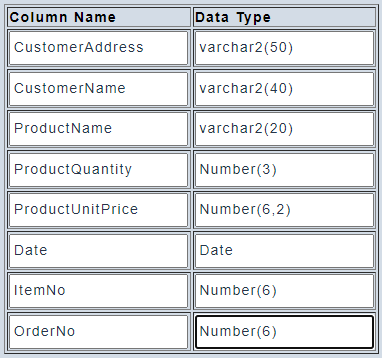 Column Name Data Type
CustomerAddress varchar2(50)
CustomerName varchar2(40)
ProductName varchar2(20)
ProductQuantity Number(3)
ProductUnitPrice Number(6,2)
Date Date
ItemNo Number(6)
OrderNo Number(6)